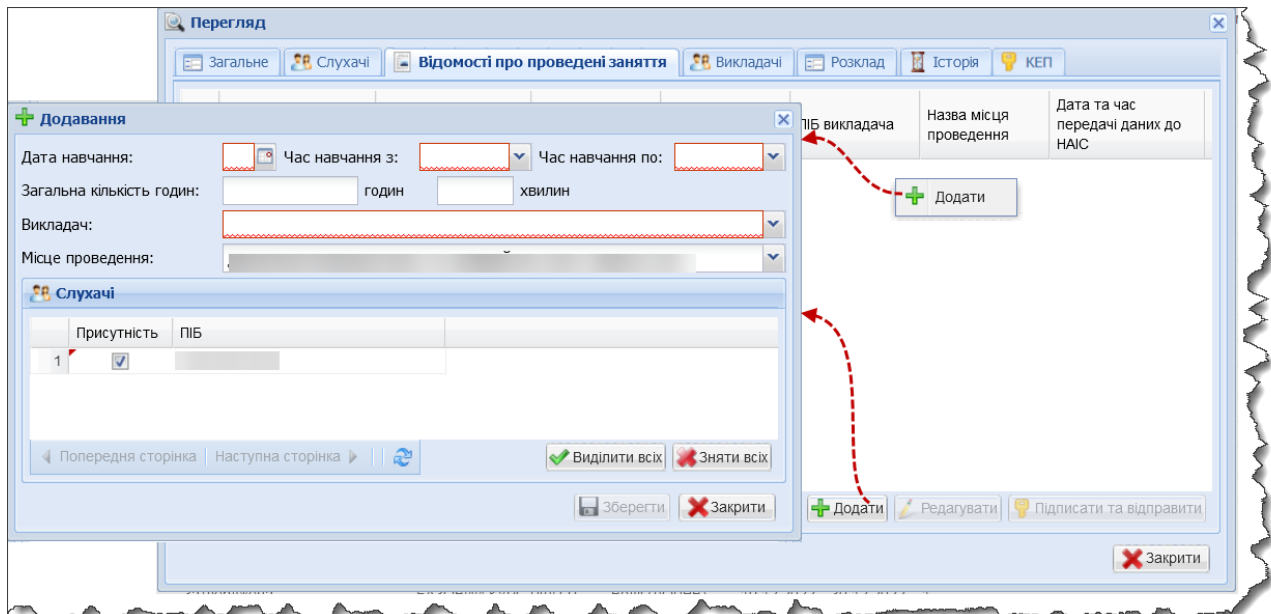 Перегляд
Загальне Слухачі Відомості про проведені заняття Викладачі Розклад Історія КЕП
ПІБ викладача
Назва місця
проведення
Дата та час
передачі даних до
НАІС
Додати
Додавання
Дата навчання: Час навчання з: Час навчання по:
Загальна кількість годин: годин хвилин
Викладач:
Місце проведення:
Слухачі
Присутність ПІБ
1
Попередня сторінка Наступна сторінка Виділити всіх Зняти всіх
Зберегти Закрити
Додати Редагувати Підписати та відправити
Закрити